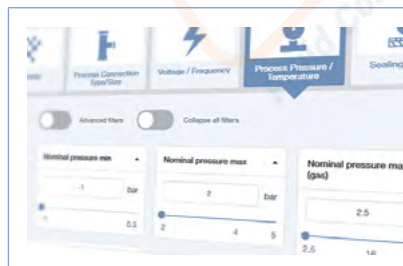 Process Connection Type/Size
Voltage / Frequency
Process Pressure / Temperature
Sealing
Advanced filters
Collapse all filters
Nominal pressure min
Nominal pressure max
Nominal pressure ma
(gas)
-1 bar
2 bar
2.5
0.5
2 4 5
2.5